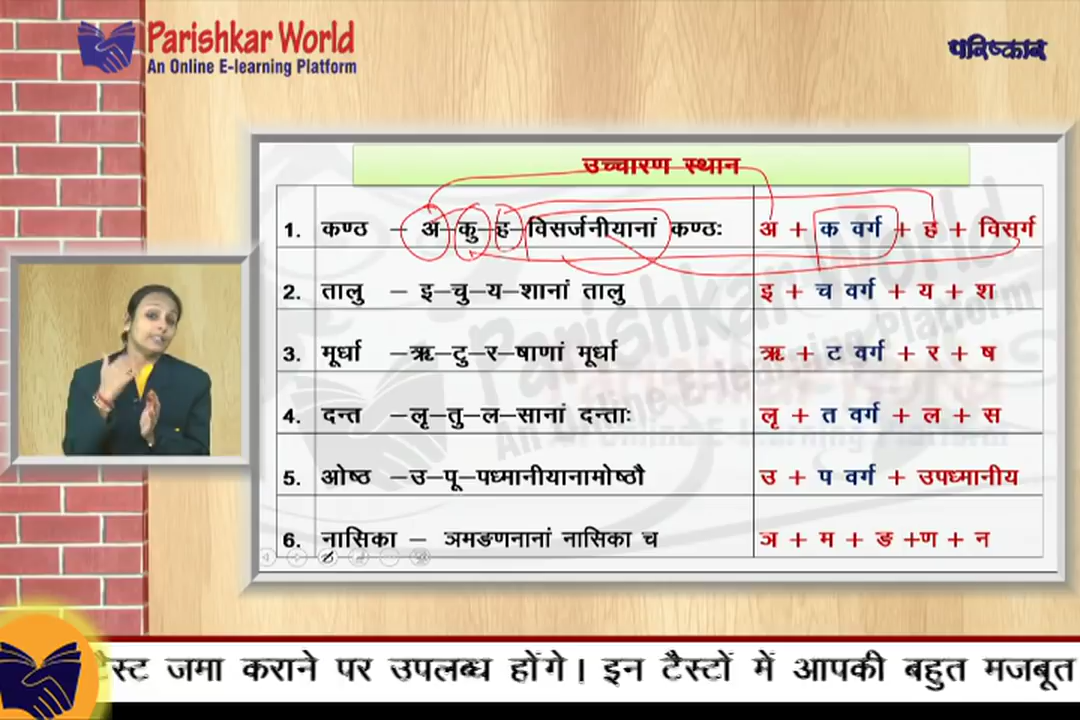 Parishkar World
An Online E-learning Platform
परिष्कार
उच्चारण स्थान
1. कण्ठ – अ–कु–ह–विसर्जनीयानां कण्ठः अ + क वर्ग + ह + विसर्ग
2. तालु – इ–चु–य–शानां तालु इ + च वर्ग + य + श
3. मूर्धा –ऋ–टु–र–षाणां मूर्धा ऋ + ट वर्ग + र + ष
4. दन्त –लृ–तु–ल–सानां दन्ताः लृ + त वर्ग + ल + स
5. ओष्ठ –उ–पू–पध्मानीयानामोष्ठौ उ + प वर्ग + उपध्मानीय
6. नासिका – ञमङणनानां नासिका च ञ + म + ङ +ण + न
टैस्ट जमा कराने पर उपलब्ध होंगे। इन टैस्टों में आपकी बहुत मजबूत